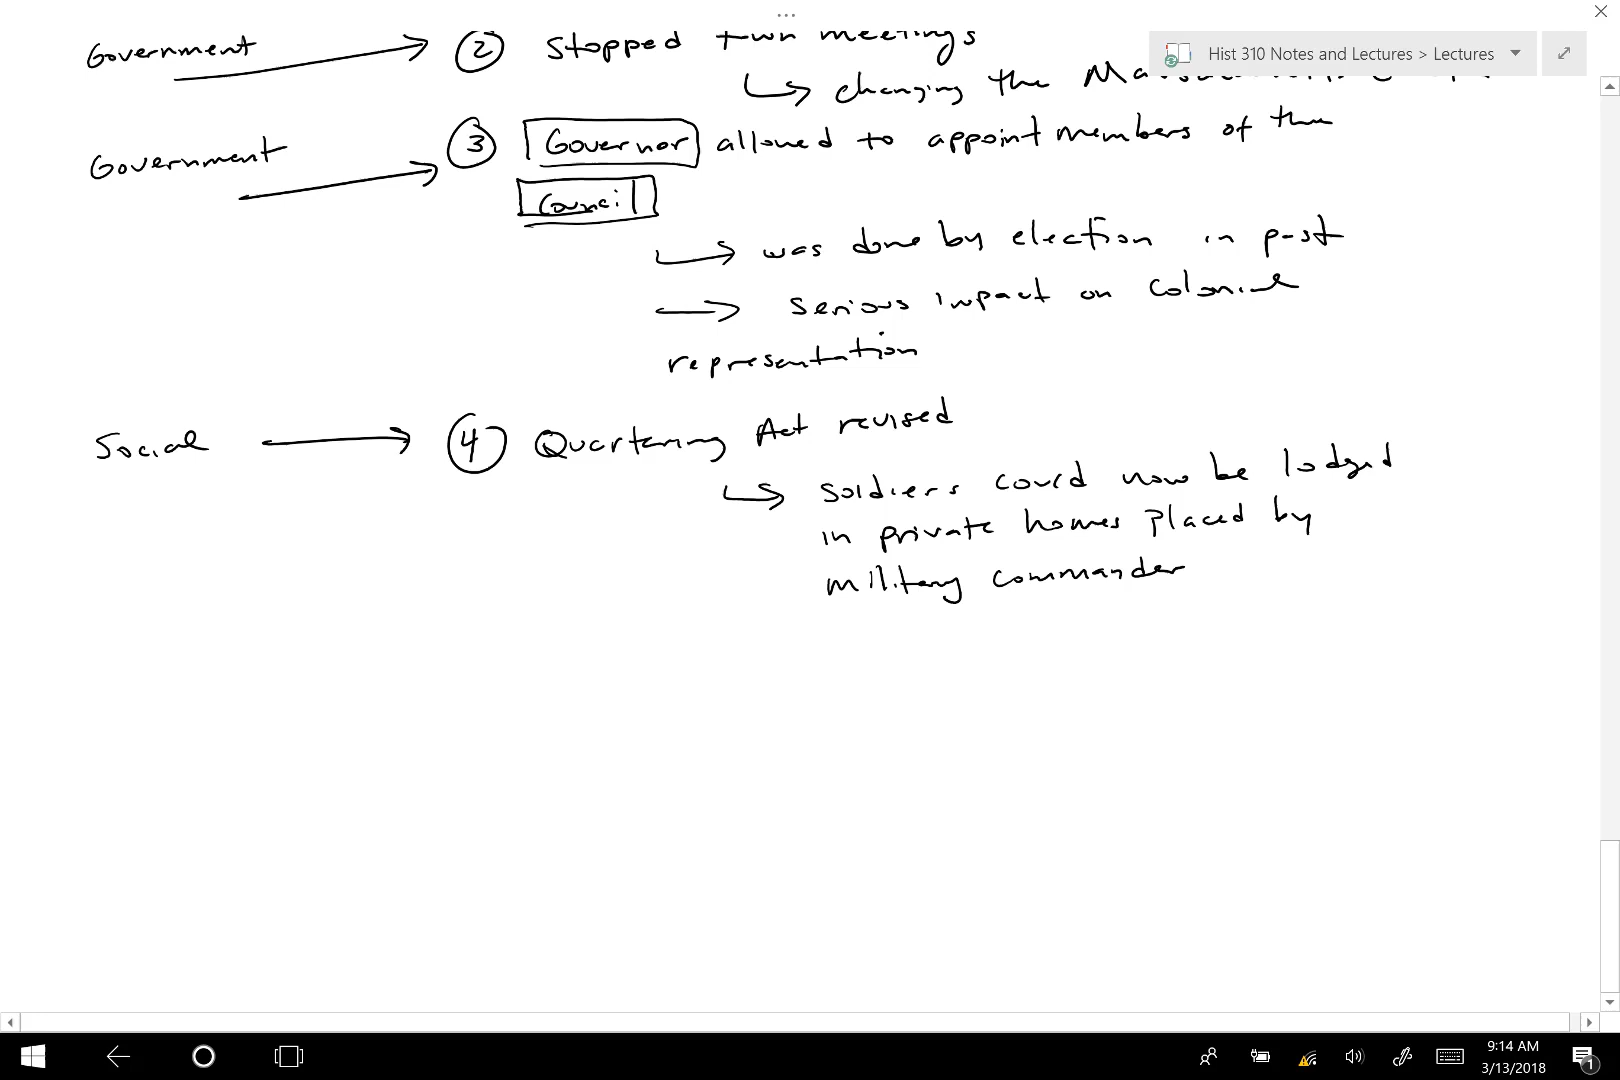 Government → ② Stopped town meetings
Hist 310 Notes and Lectures > Lectures
↳ changing the
Government → ③ Governor allowed to appoint members of the
Council
↳ was done by election in past
→ serious impact on colonial
representation
Social → ④ Quartering Act revised
↳ soldiers could now be lodged
in private homes placed by
military commander
9:14 AM
3/13/2018
1